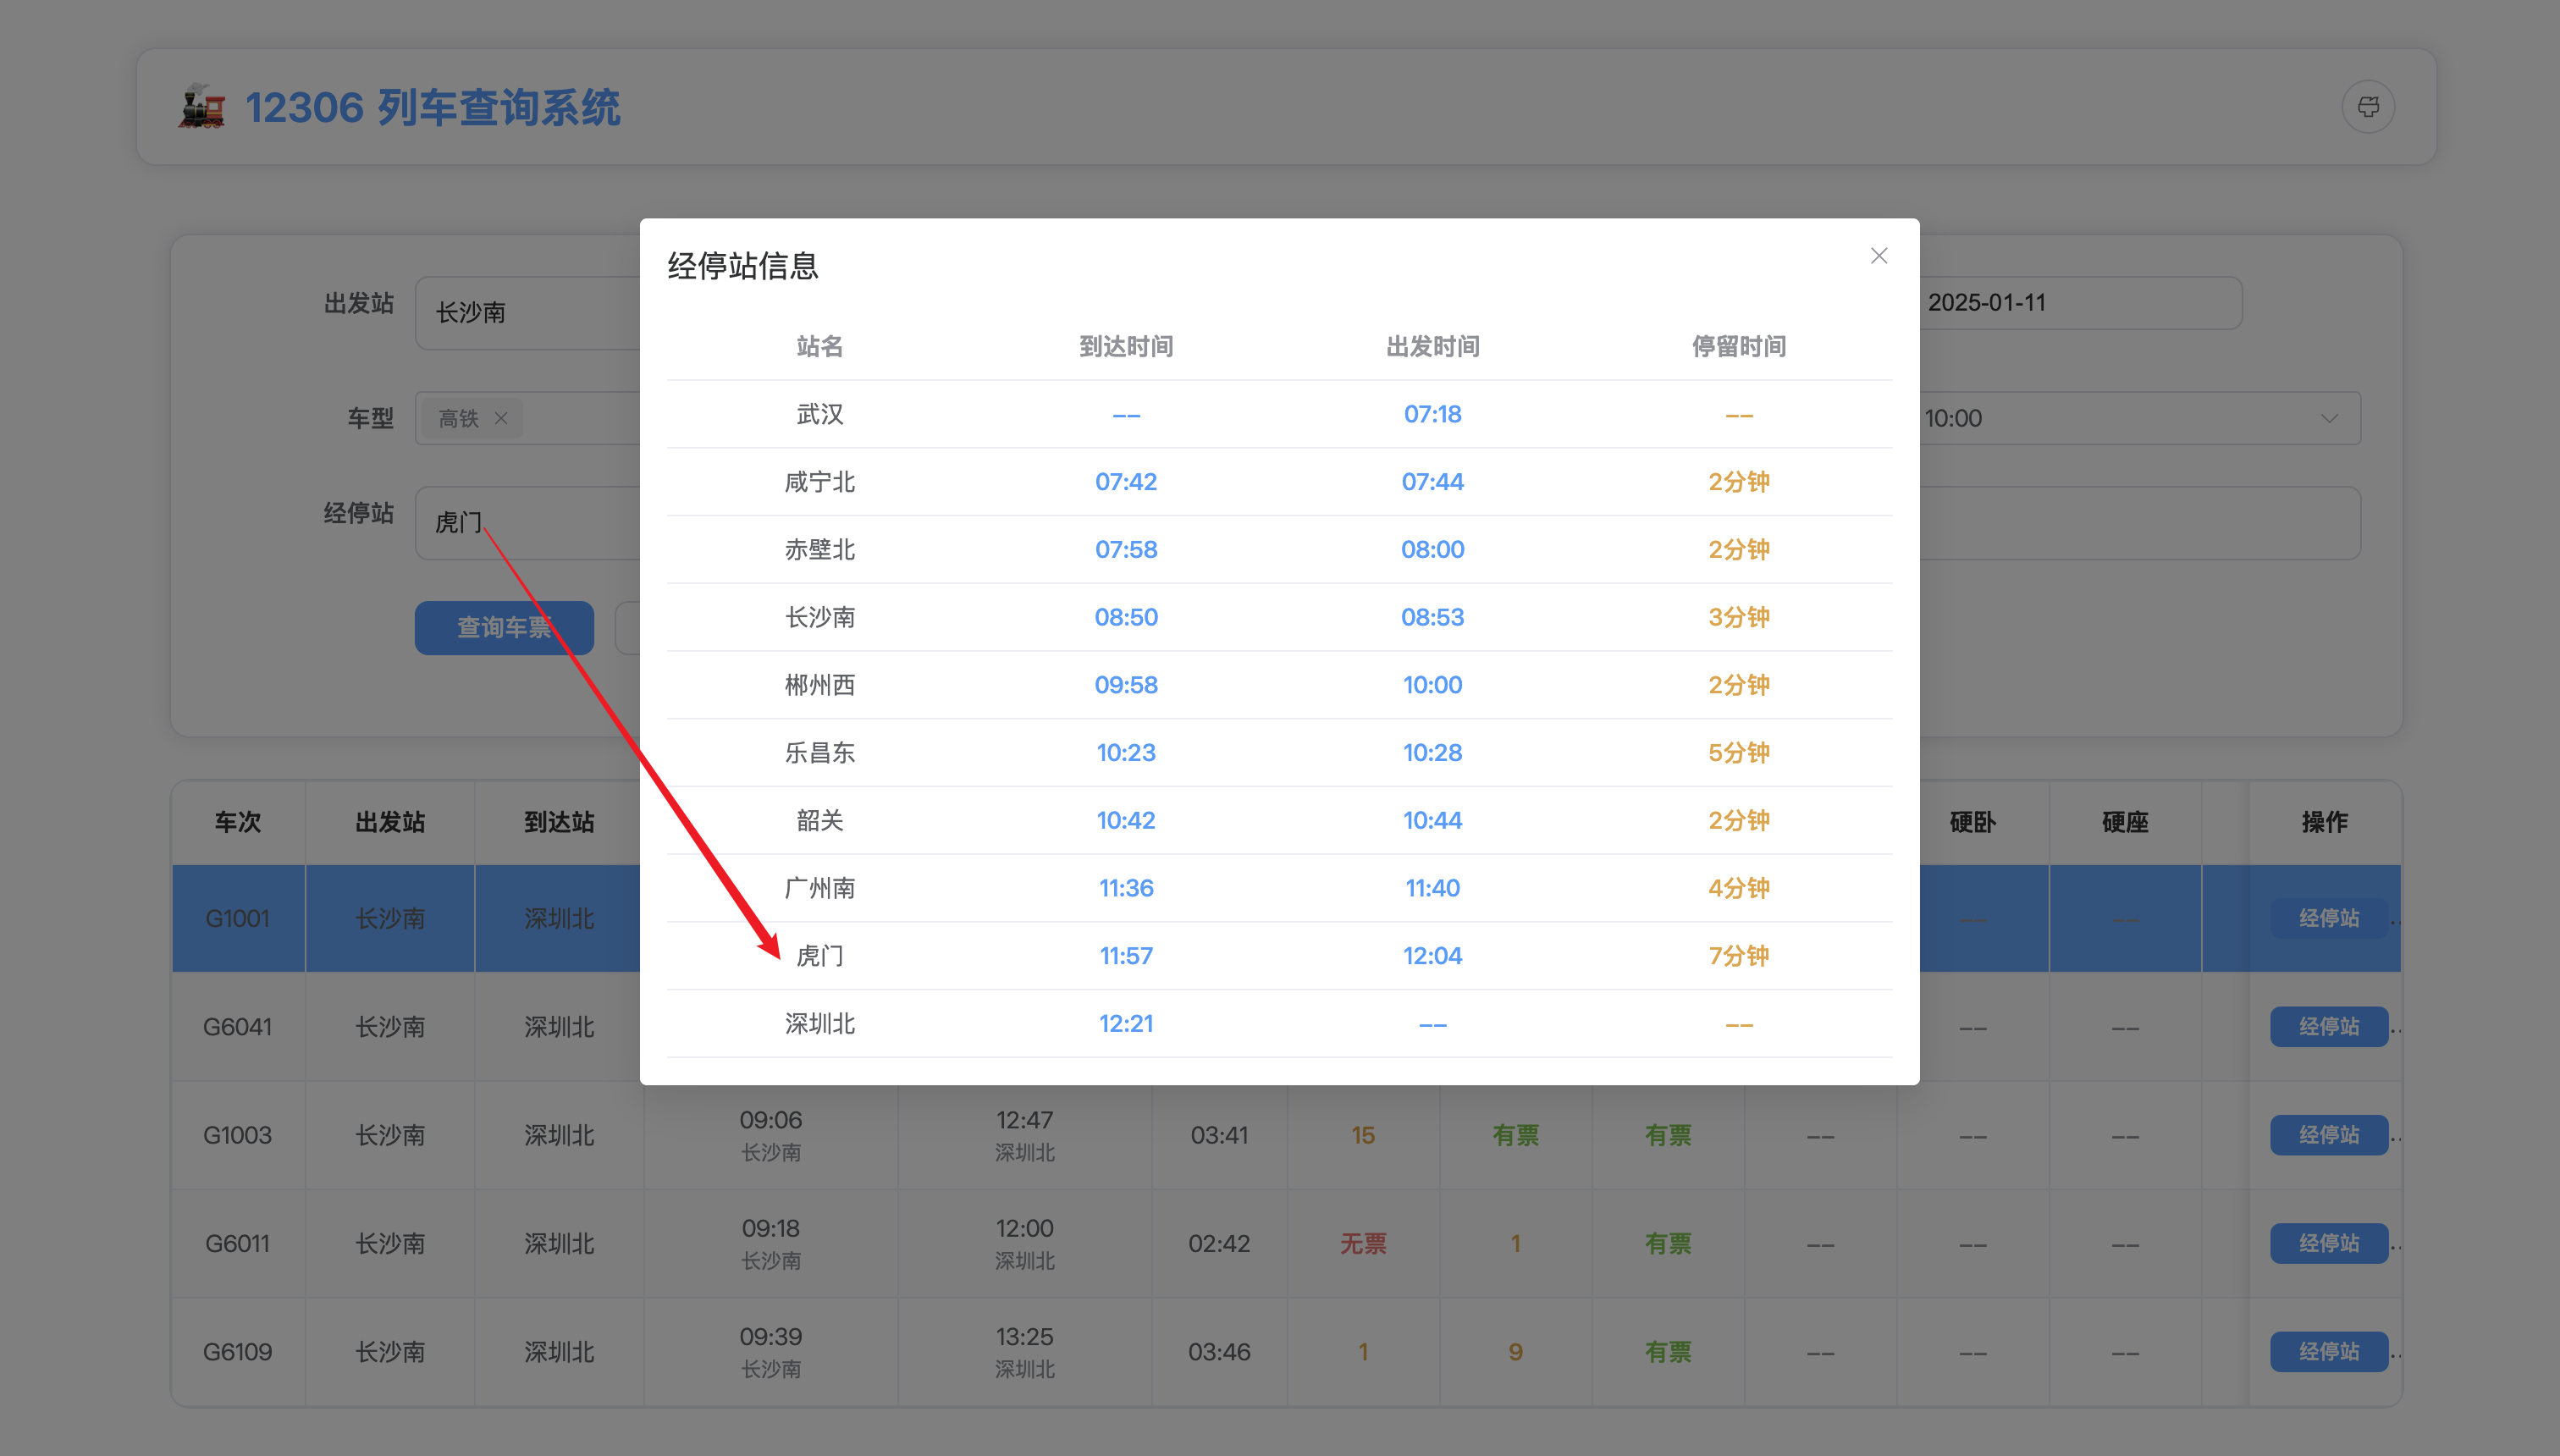 12306 列车查询系统
出发站
长沙南
2025-01-11
车型
高铁
10:00
经停站
虎门
查询车票
经停站信息
站名 到达时间 出发时间 停留时间
武汉 -- 07:18 --
咸宁北 07:42 07:44 2分钟
赤壁北 07:58 08:00 2分钟
长沙南 08:50 08:53 3分钟
郴州西 09:58 10:00 2分钟
乐昌东 10:23 10:28 5分钟
韶关 10:42 10:44 2分钟
广州南 11:36 11:40 4分钟
虎门 11:57 12:04 7分钟
深圳北 12:21 -- --
车次 出发站 到达站 硬卧 硬座 操作
G1001 长沙南 深圳北 -- -- 经停站
G6041 长沙南 深圳北 -- -- 经停站
G1003 长沙南 深圳北 09:06 12:47 03:41 15 有票 有票 -- -- -- 经停站
长沙南 深圳北
G6011 长沙南 深圳北 09:18 12:00 02:42 无票 1 有票 -- -- -- 经停站
长沙南 深圳北
G6109 长沙南 深圳北 09:39 13:25 03:46 1 9 有票 -- -- -- 经停站
长沙南 深圳北